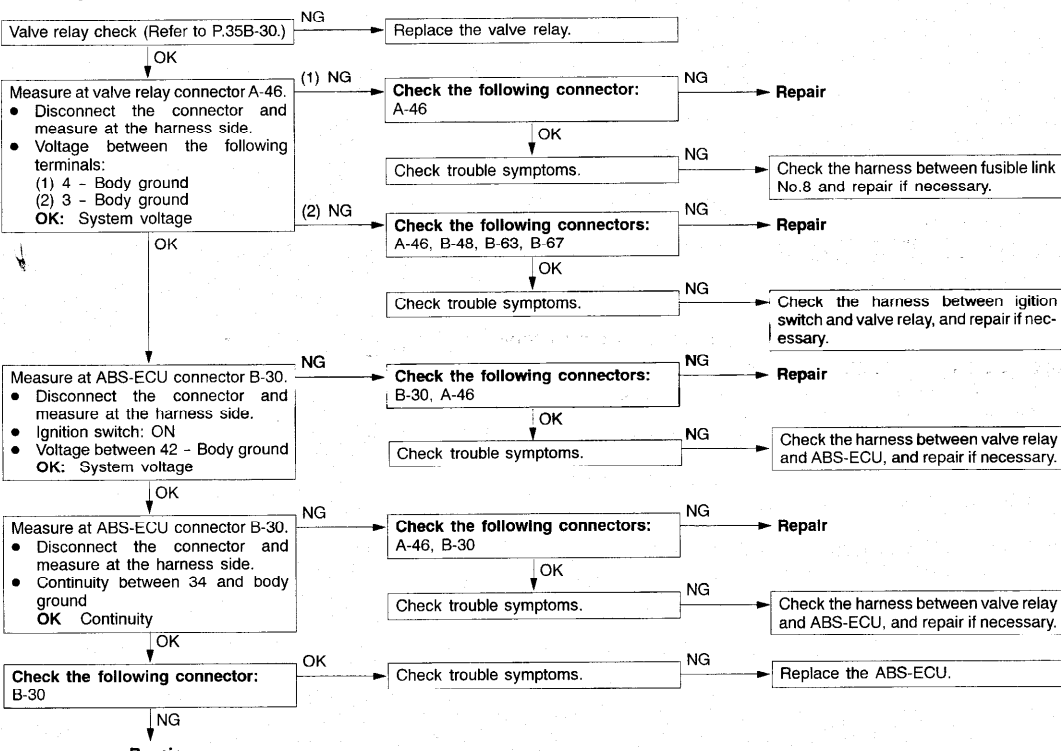 Valve relay check (Refer to P.35B-30.)
NG
Replace the valve relay.
OK
Measure at valve relay connector A-46.
● Disconnect the connector and
measure at the harness side.
● Voltage between the following
terminals:
(1) 4 – Body ground
(2) 3 – Body ground
OK: System voltage
(1) NG
Check the following connector:
A-46
NG
Repair
OK
Check trouble symptoms.
NG
Check the harness between fusible link
No.8 and repair if necessary.
(2) NG
Check the following connectors:
A-46, B-48, B-63, B-67
NG
Repair
OK
Check trouble symptoms.
NG
Check the harness between igition
switch and valve relay, and repair if nec-
essary.
OK
Measure at ABS-ECU connector B-30.
● Disconnect the connector and
measure at the harness side.
● Ignition switch: ON
● Voltage between 42 – Body ground
OK: System voltage
NG
Check the following connectors:
B-30, A-46
NG
Repair
OK
Check trouble symptoms.
NG
Check the harness between valve relay
and ABS-ECU, and repair if necessary.
OK
Measure at ABS-ECU connector B-30.
● Disconnect the connector and
measure at the harness side.
● Continuity between 34 and body
ground
OK Continuity
NG
Check the following connectors:
A-46, B-30
NG
Repair
OK
Check trouble symptoms.
NG
Check the harness between valve relay
and ABS-ECU, and repair if necessary.
OK
Check the following connector:
B-30
OK
Check trouble symptoms.
NG
Replace the ABS-ECU.
NG